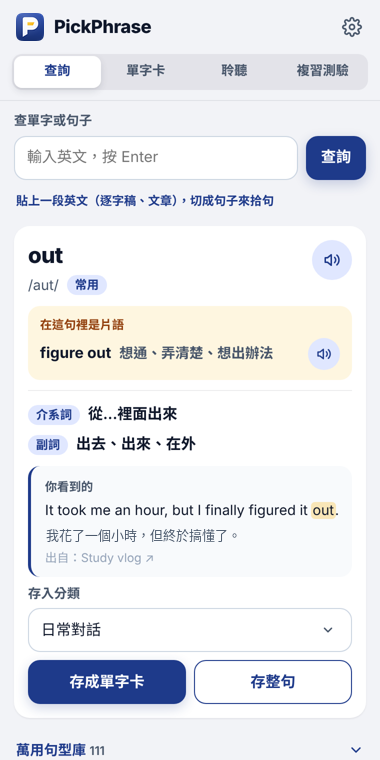 PickPhrase
查詢 單字卡 聆聽 複習測驗
查單字或句子
輸入英文，按 Enter 查詢
貼上一段英文（逐字稿、文章），切成句子來拾句
out
/aut/ 常用
在這句裡是片語
figure out 想通、弄清楚、想出辦法
介系詞 從…裡面出來
副詞 出去、出來、在外
你看到的
It took me an hour, but I finally figured it out.
我花了一個小時，但終於搞懂了。
出自：Study vlog ↗
存入分類
日常對話
存成單字卡 存整句
萬用句型庫 111